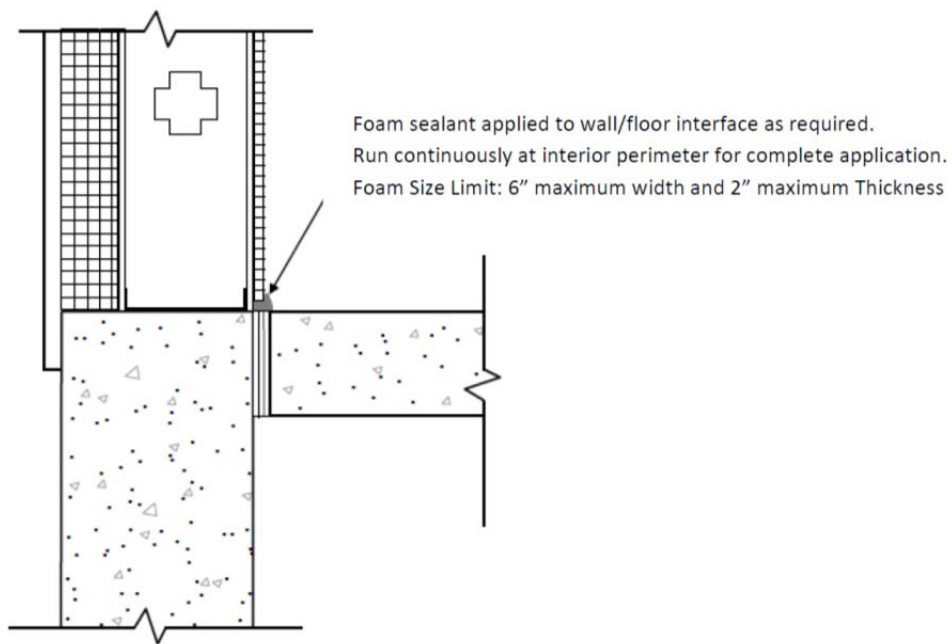 Foam sealant applied to wall/floor interface as required.
Run continuously at interior perimeter for complete application.
Foam Size Limit: 6” maximum width and 2” maximum Thickness